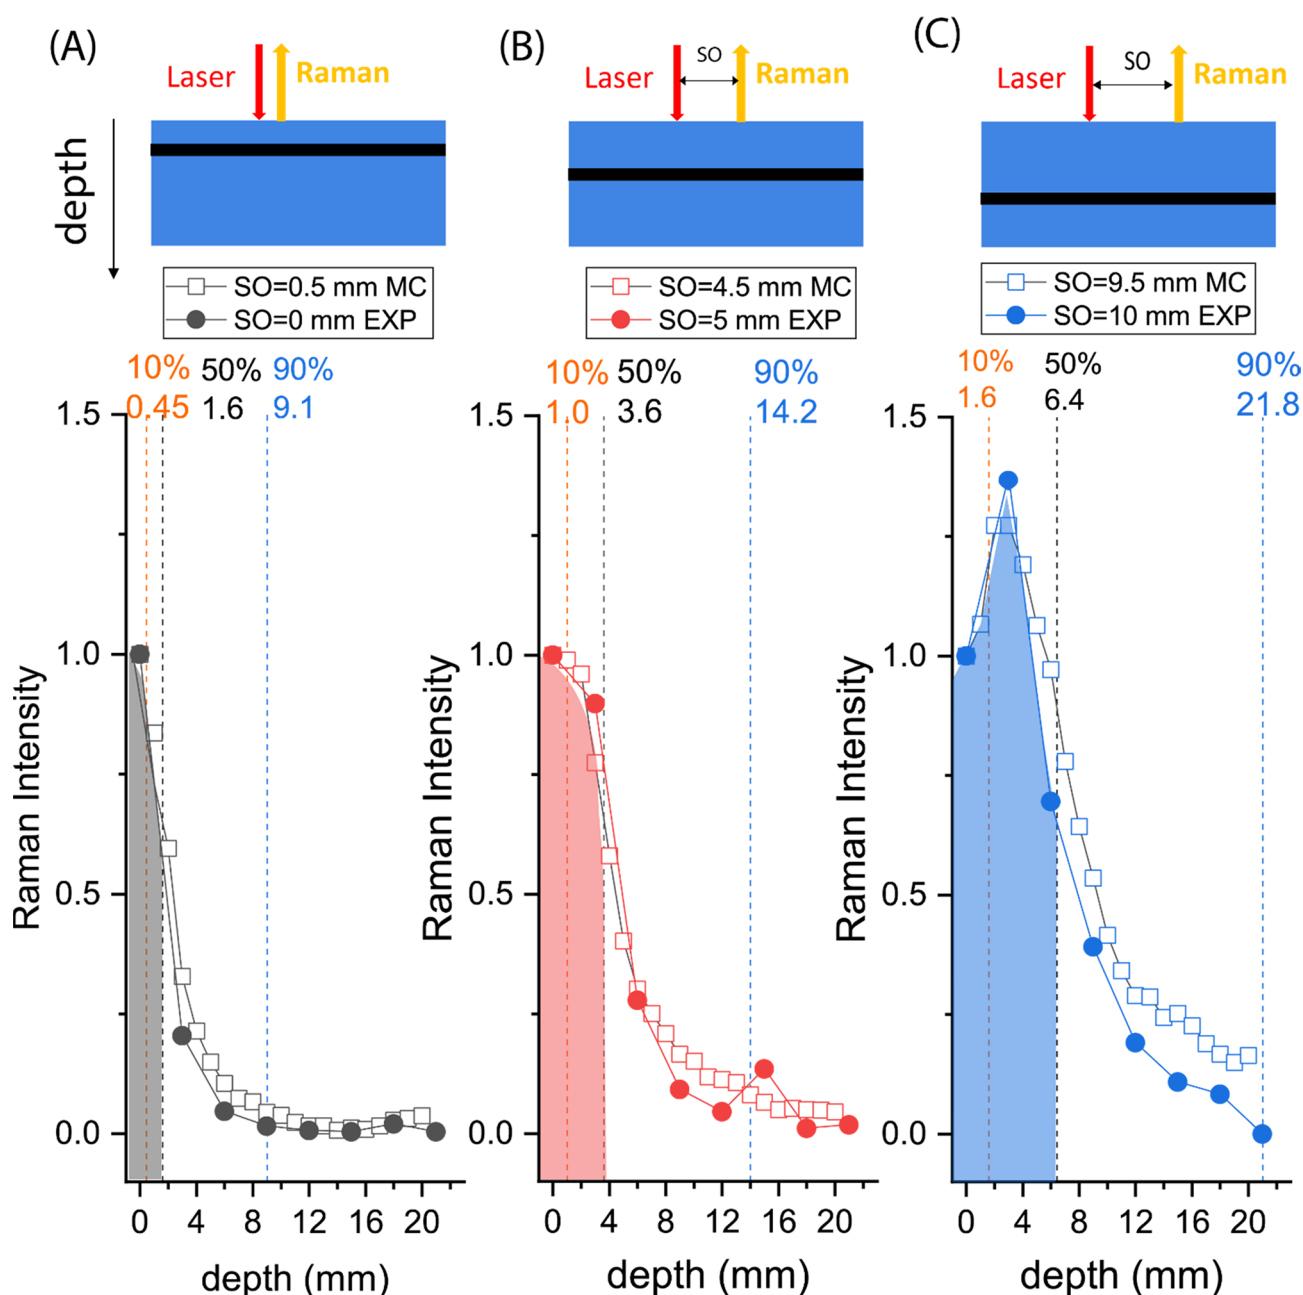 (A)
Laser
Raman
depth
SO=0.5 mm MC
SO=0 mm EXP
10% 50% 90%
0.45 1.6 9.1
1.5
1.0
0.5
0.0
Raman Intensity
0 4 8 12 16 20
depth (mm)
(B)
SO
Laser
Raman
SO=4.5 mm MC
SO=5 mm EXP
10% 50% 90%
1.0 3.6 14.2
1.5
1.0
0.5
0.0
Raman Intensity
0 4 8 12 16 20
depth (mm)
(C)
SO
Laser
Raman
SO=9.5 mm MC
SO=10 mm EXP
10% 50% 90%
1.6 6.4 21.8
1.5
1.0
0.5
0.0
Raman Intensity
0 4 8 12 16 20
depth (mm)